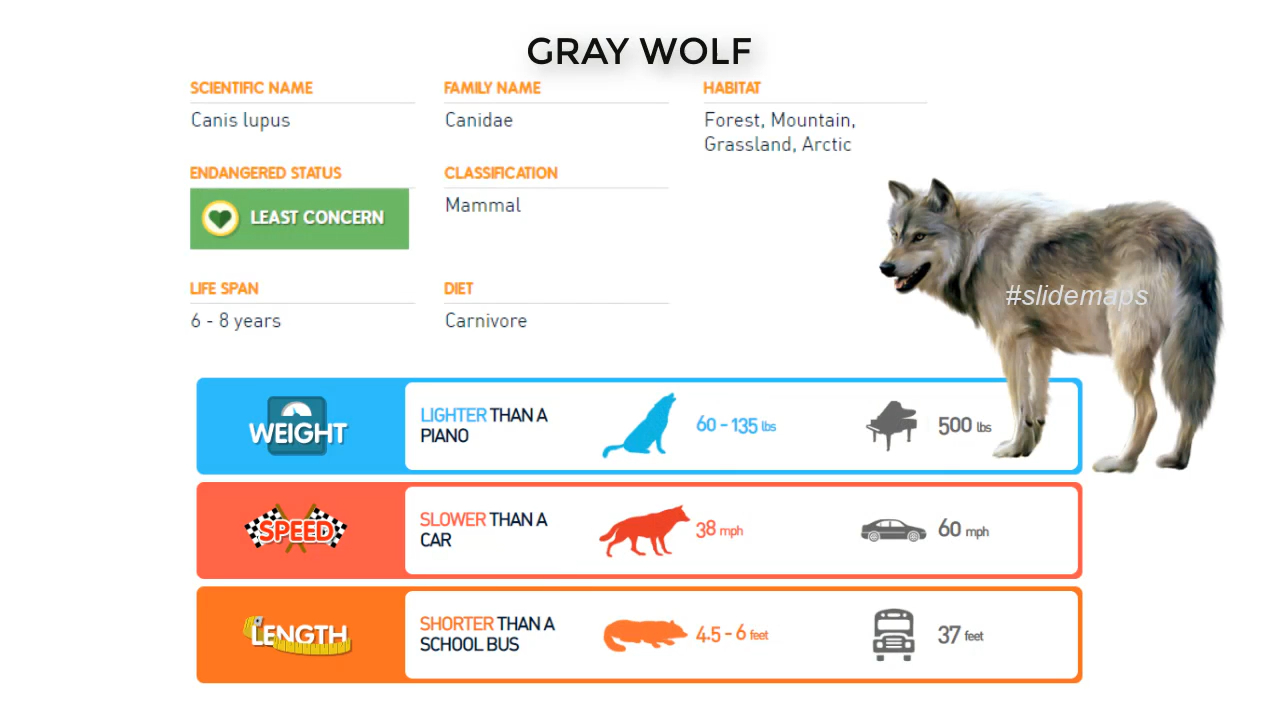 GRAY WOLF
SCIENTIFIC NAME
Canis lupus
FAMILY NAME
Canidae
HABITAT
Forest, Mountain,
Grassland, Arctic
ENDANGERED STATUS
LEAST CONCERN
CLASSIFICATION
Mammal
LIFE SPAN
6 - 8 years
DIET
Carnivore
#slidemaps
WEIGHT
LIGHTER THAN A
PIANO
60 - 135 lbs
500 lbs
SPEED
SLOWER THAN A
CAR
38 mph
60 mph
LENGTH
SHORTER THAN A
SCHOOL BUS
4.5 - 6 feet
37 feet